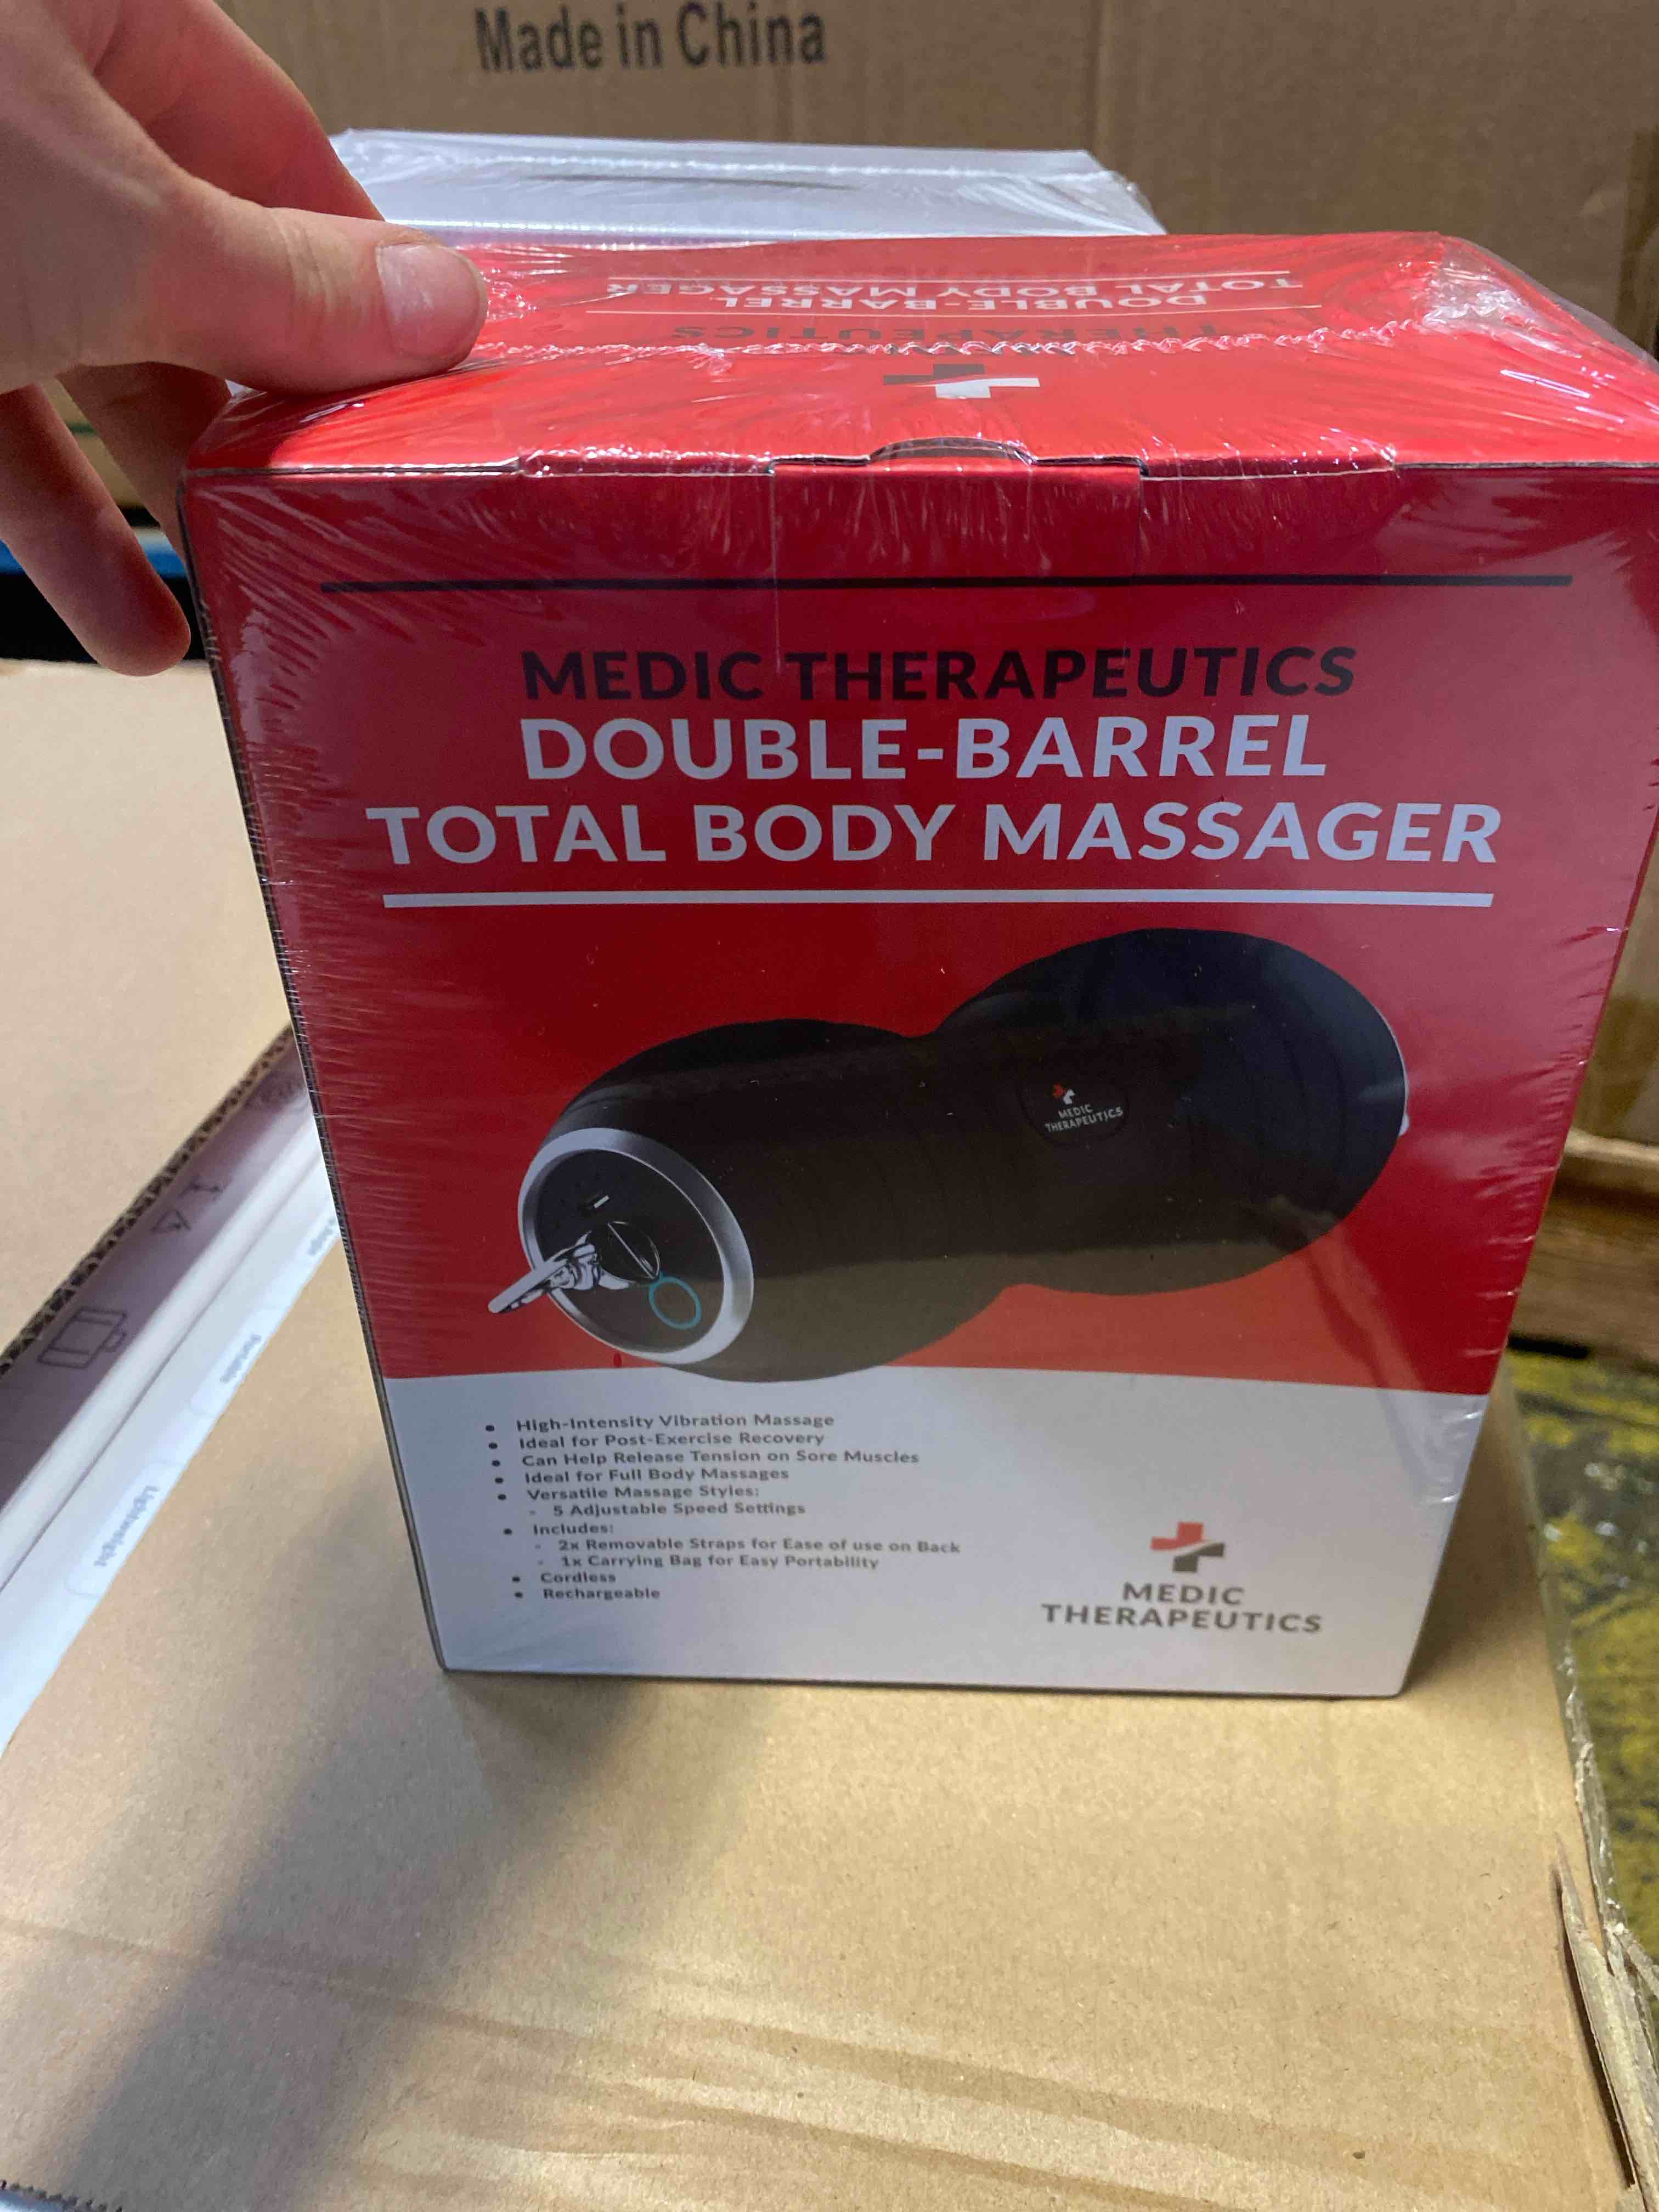 Made in China
TOTAL BODY MASSAGER
DOUBLE-BARREL
THERAPEUTICS
MEDIC THERAPEUTICS
DOUBLE-BARREL
TOTAL BODY MASSAGER
MEDIC
THERAPEUTICS
• High-Intensity Vibration Massage
• Ideal for Post-Exercise Recovery
• Can Help Release Tension on Sore Muscles
• Ideal for Full Body Massages
• Versatile Massage Styles:
- 5 Adjustable Speed Settings
• Includes:
- 2x Removable Straps for Ease of use on Back
- 1x Carrying Bag for Easy Portability
• Cordless
• Rechargeable
MEDIC
THERAPEUTICS
Lightweight